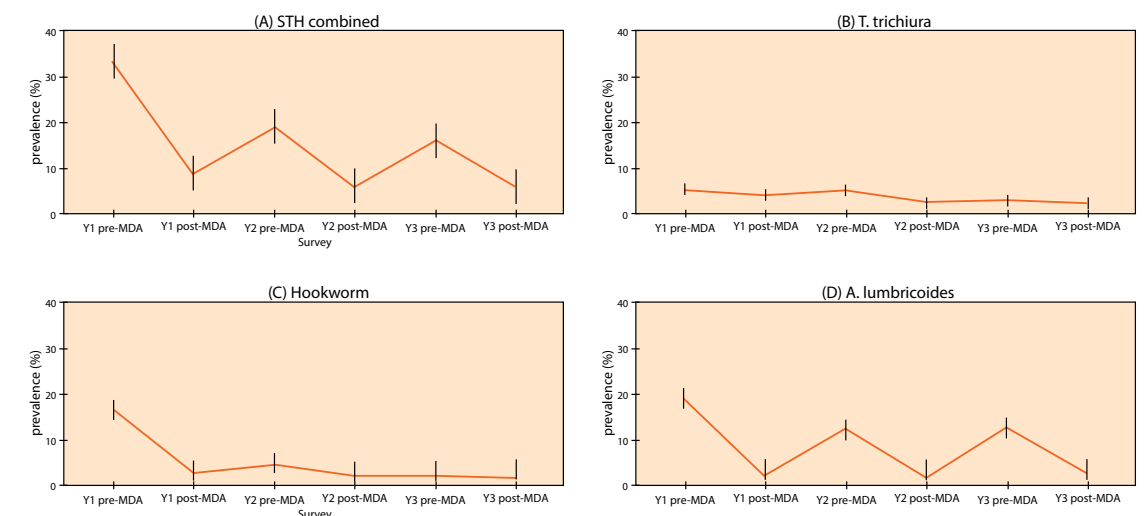 (A) STH combined
prevalence (%)
40
30
20
10
0
Y1 pre-MDA Y1 post-MDA Y2 pre-MDA Y2 post-MDA Y3 pre-MDA Y3 post-MDA
Survey
(B) T. trichiura
prevalence (%)
40
30
20
10
0
Y1 pre-MDA Y1 post-MDA Y2 pre-MDA Y2 post-MDA Y3 pre-MDA Y3 post-MDA
(C) Hookworm
prevalence (%)
40
30
20
10
0
Y1 pre-MDA Y1 post-MDA Y2 pre-MDA Y2 post-MDA Y3 pre-MDA Y3 post-MDA
Survey
(D) A. lumbricoides
prevalence (%)
40
30
20
10
0
Y1 pre-MDA Y1 post-MDA Y2 pre-MDA Y2 post-MDA Y3 pre-MDA Y3 post-MDA